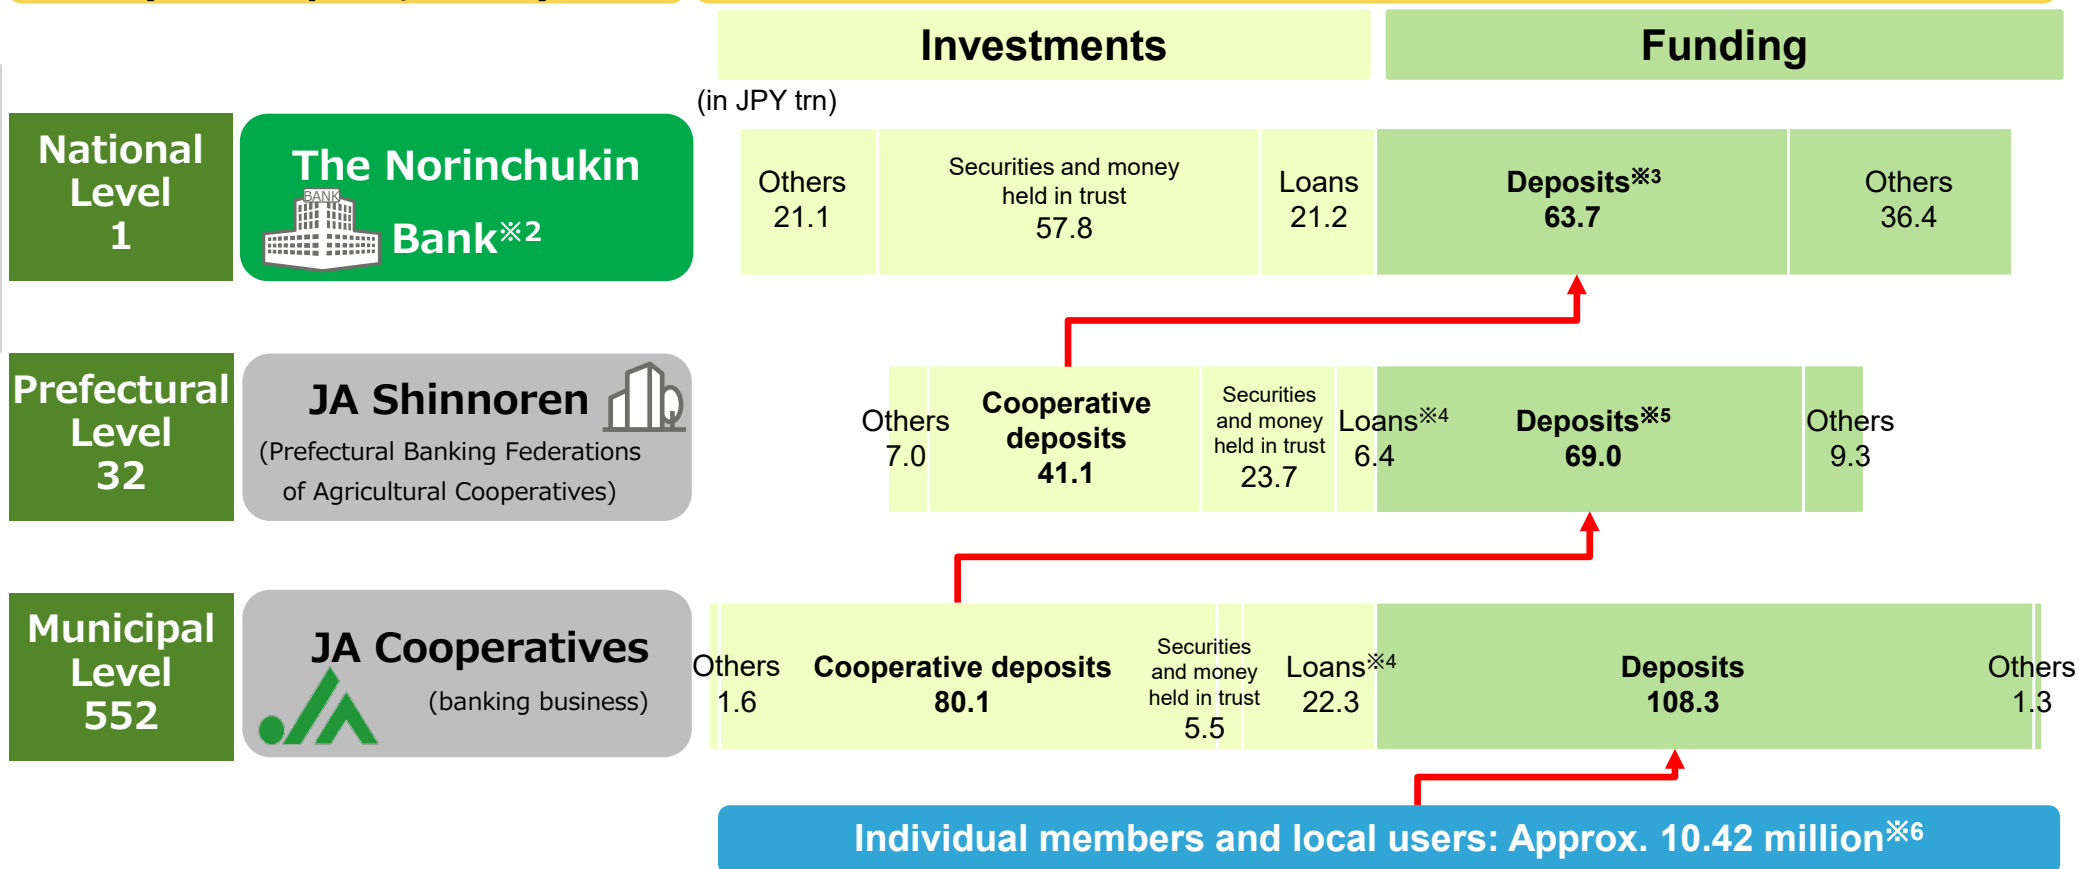 Investments
Funding
(in JPY trn)
National
Level
1
The Norinchukin
BANK
Bank※2
Others
21.1
Securities and money
held in trust
57.8
Loans
21.2
Deposits※3
63.7
Others
36.4
Prefectural
Level
32
JA Shinnoren
(Prefectural Banking Federations
of Agricultural Cooperatives)
Others
7.0
Cooperative
deposits
41.1
Securities
and money
held in trust
23.7
Loans※4
6.4
Deposits※5
69.0
Others
9.3
Municipal
Level
552
JA Cooperatives
(banking business)
Others
1.6
Cooperative deposits
80.1
Securities
and money
held in trust
5.5
Loans※4
22.3
Deposits
108.3
Others
1.3
Individual members and local users: Approx. 10.42 million※6